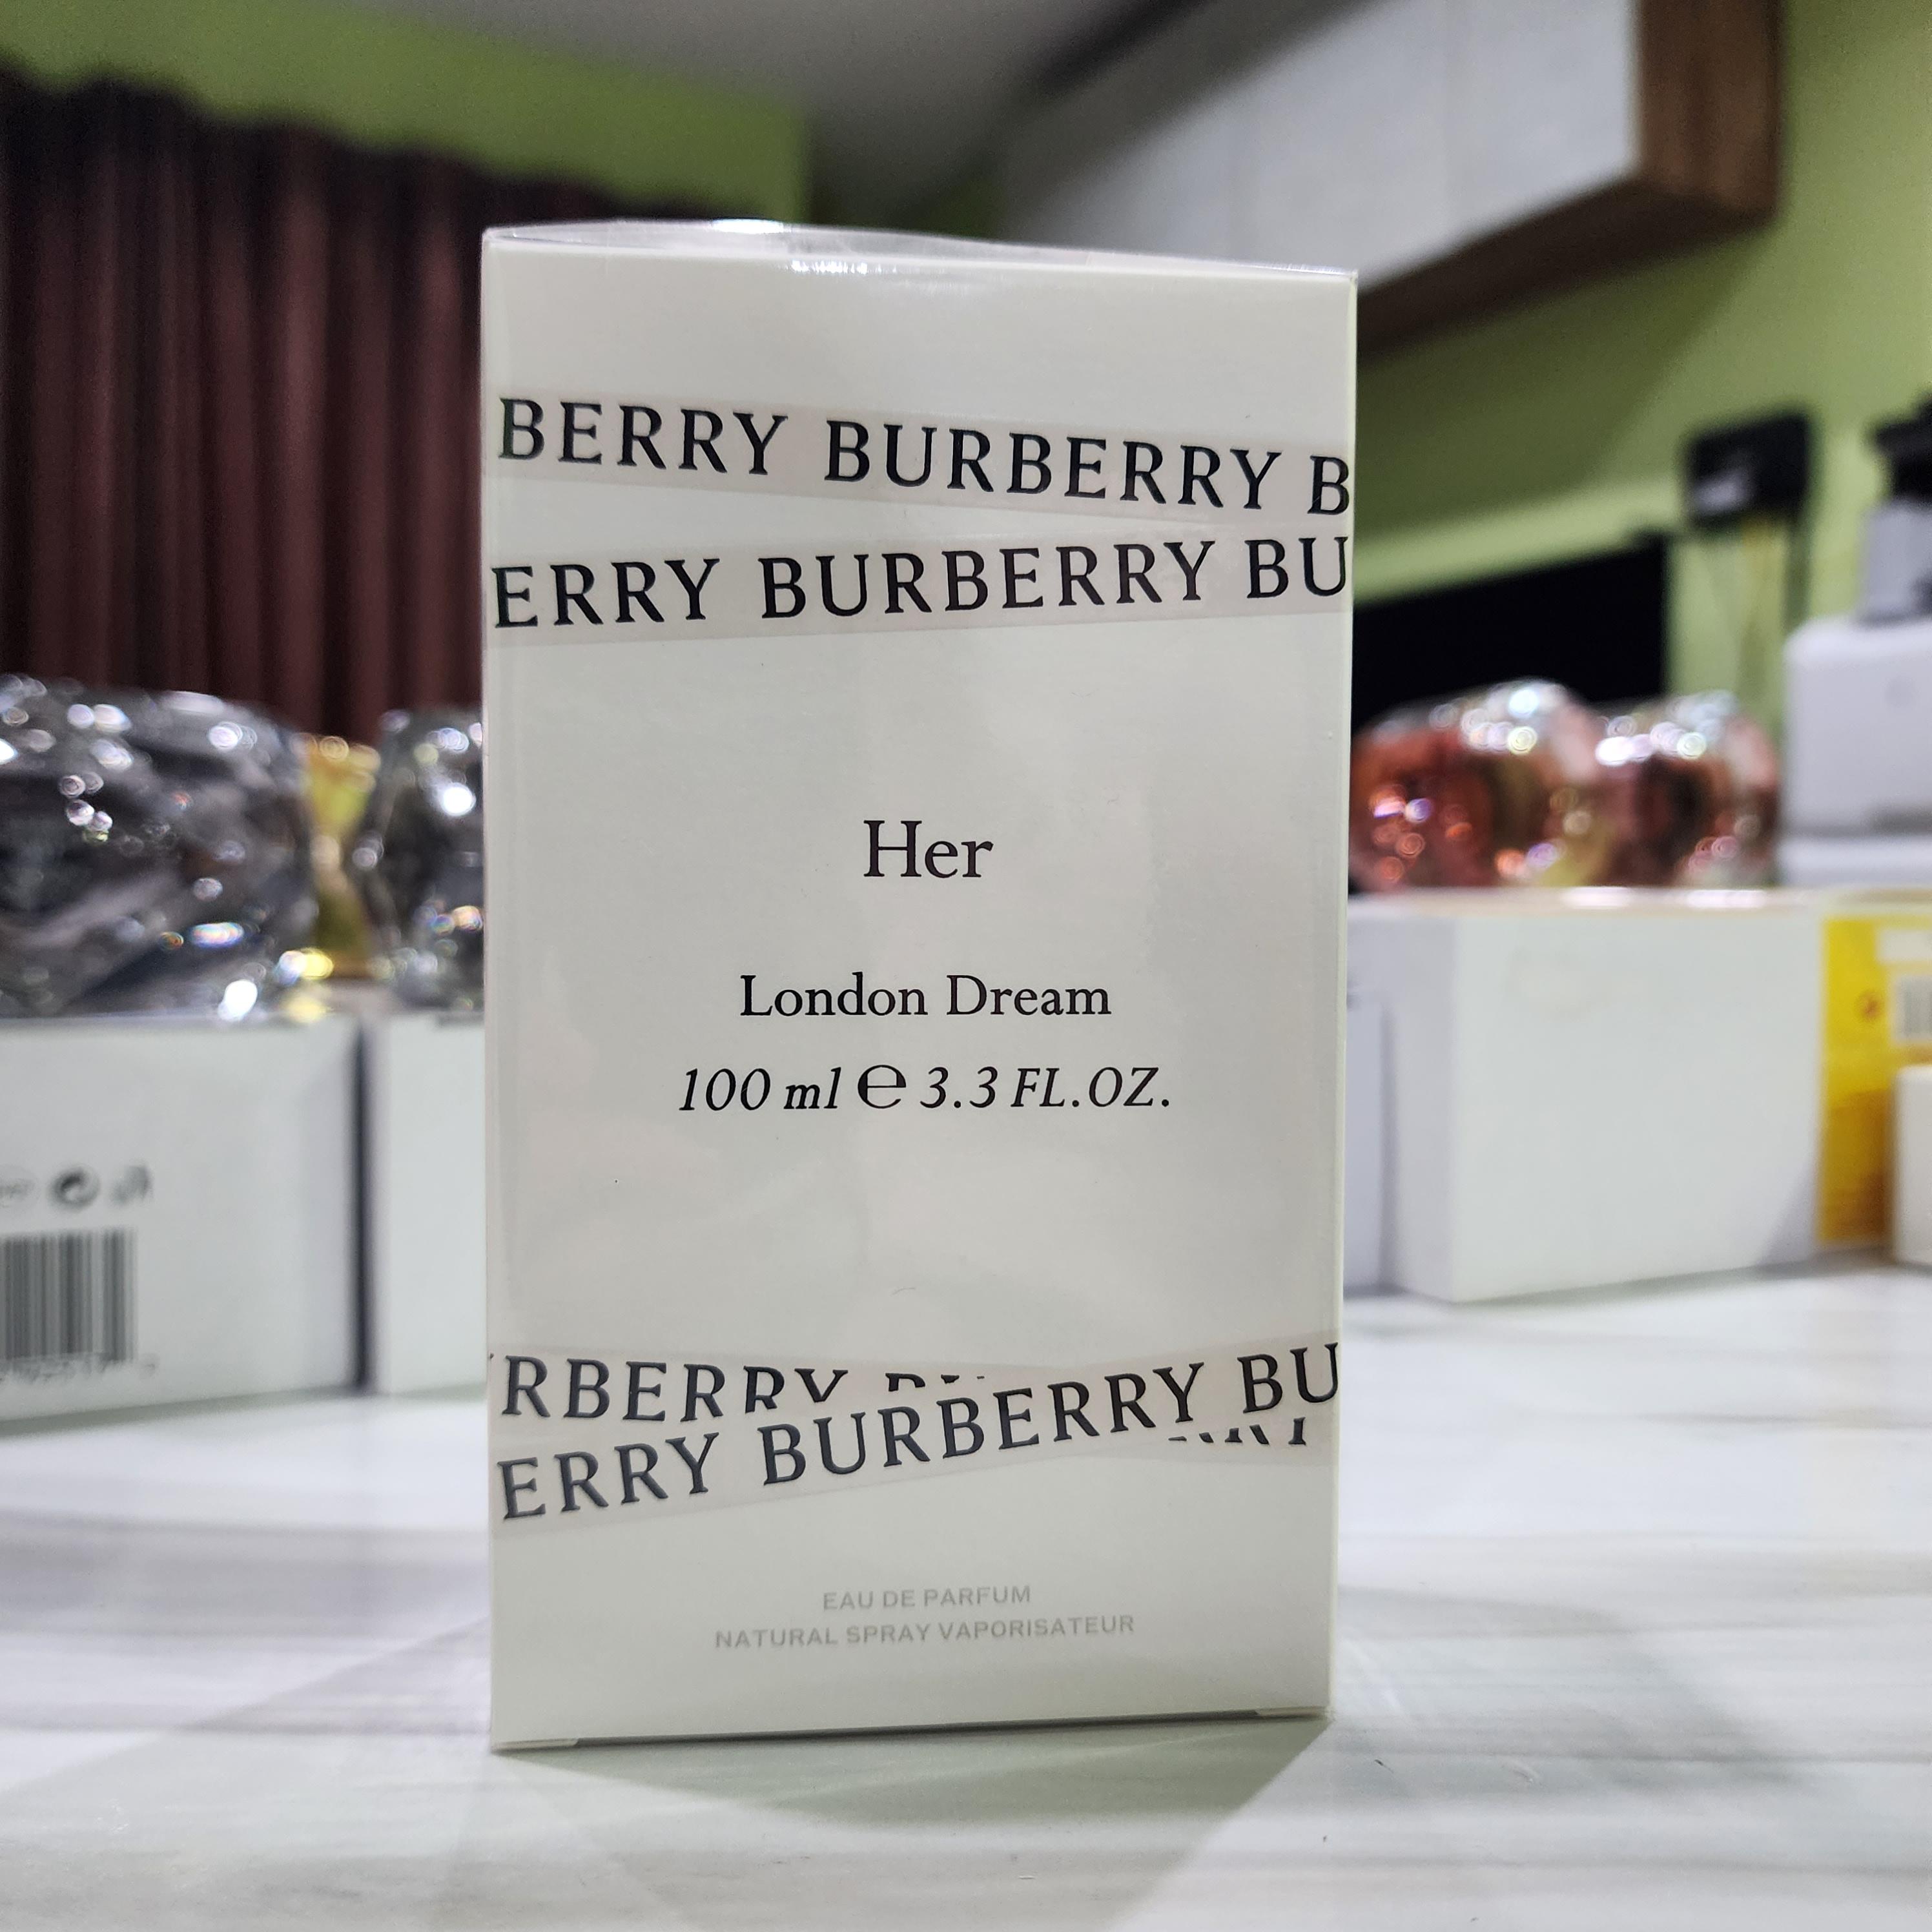 BERRY BURBERRY B
ERRY BURBERRY BU
Her
London Dream
100 ml ℮ 3.3 FL.OZ.
RBERRY
ERRY BURBERRY BU
EAU DE PARFUM
NATURAL SPRAY VAPORISATEUR